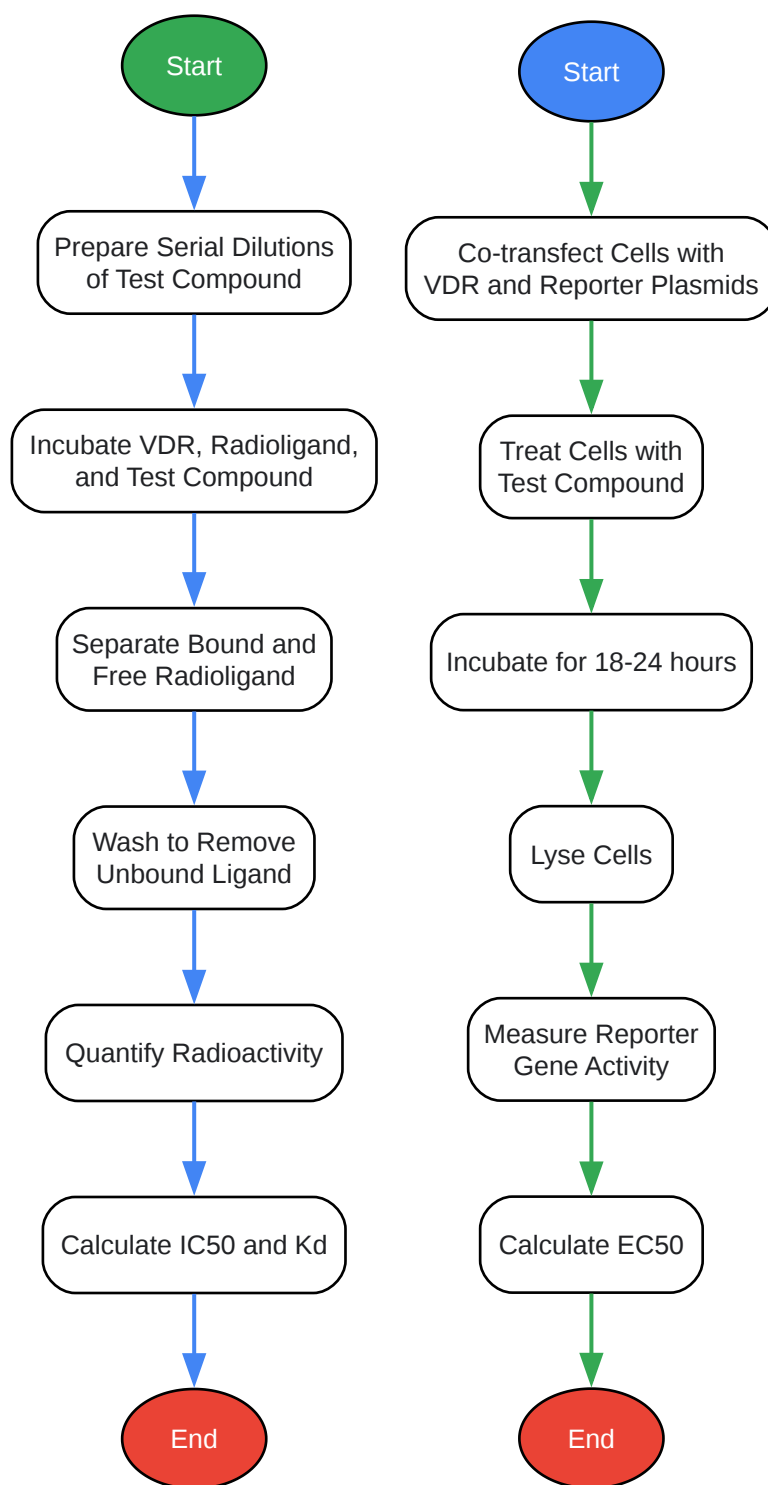 Start
Prepare Serial Dilutions
of Test Compound
Incubate VDR, Radioligand,
and Test Compound
Separate Bound and
Free Radioligand
Wash to Remove
Unbound Ligand
Quantify Radioactivity
Calculate IC50 and Kd
End
Start
Co-transfect Cells with
VDR and Reporter Plasmids
Treat Cells with
Test Compound
Incubate for 18-24 hours
Lyse Cells
Measure Reporter
Gene Activity
Calculate EC50
End